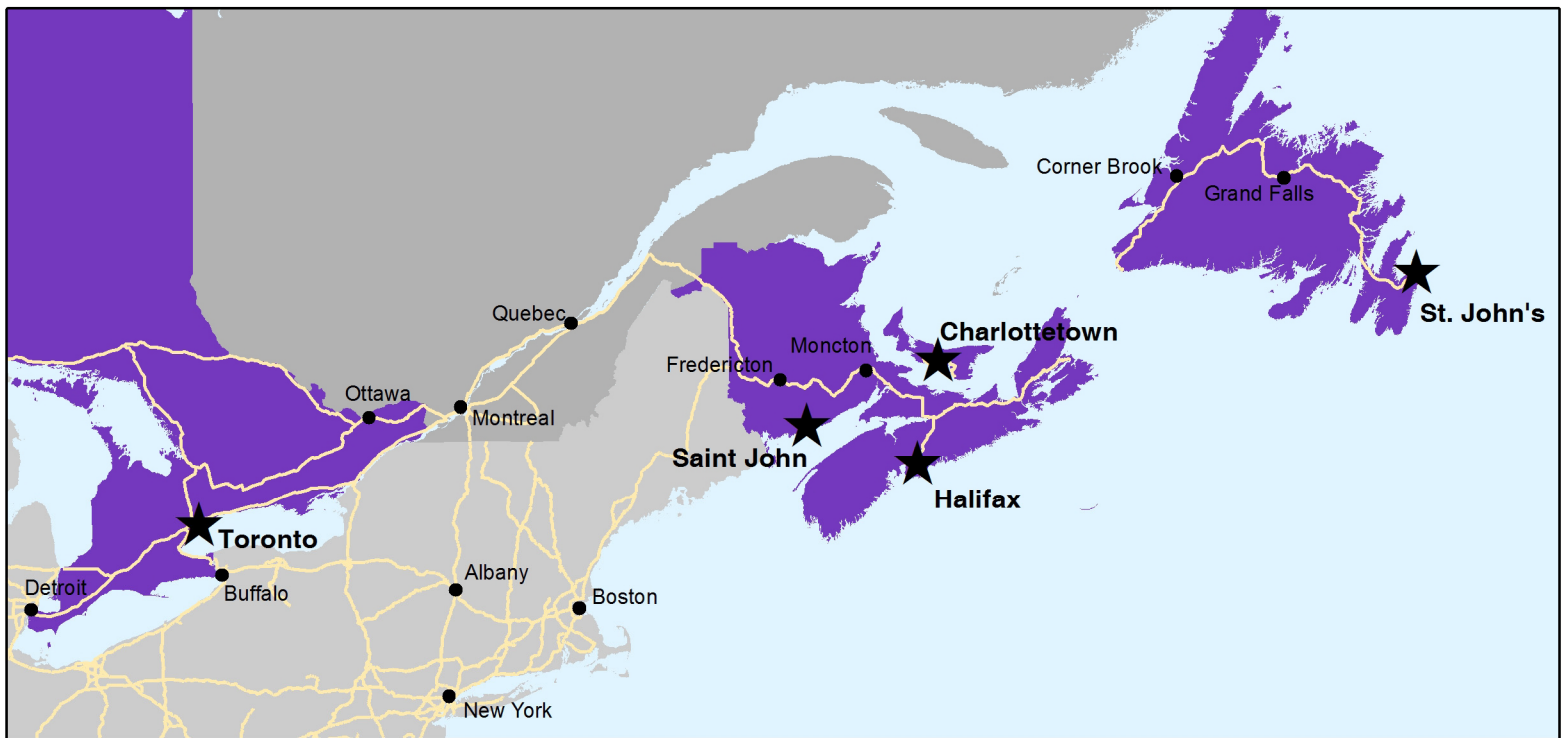 Corner Brook
Grand Falls
St. John's
Quebec
Charlottetown
Moncton
Fredericton
Ottawa
Montreal
Saint John
Halifax
Toronto
Albany
Detroit
Buffalo
Boston
New York